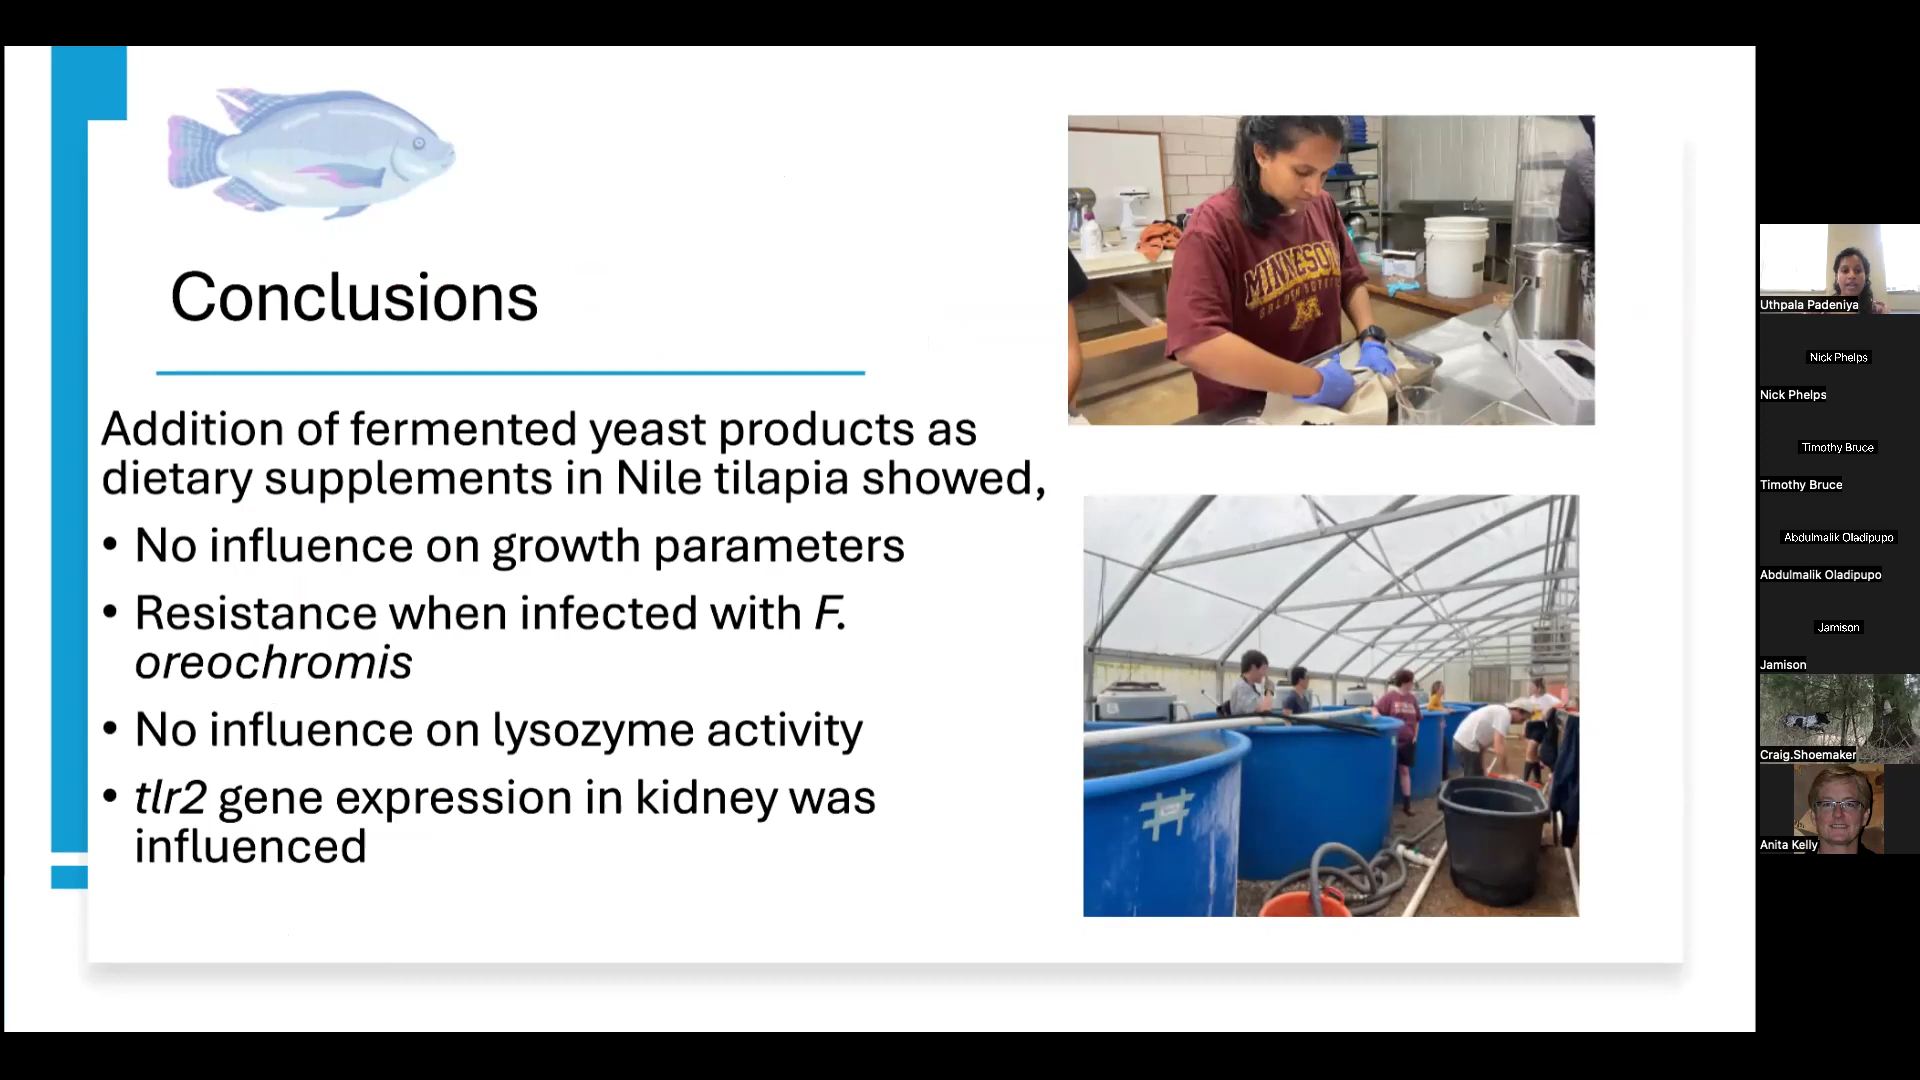 Conclusions
Addition of fermented yeast products as
dietary supplements in Nile tilapia showed,
• No influence on growth parameters
• Resistance when infected with F.
oreochromis
• No influence on lysozyme activity
• tlr2 gene expression in kidney was
influenced
MINNESOTA
M
Uthpala Padeniya
Nick Phelps
Nick Phelps
Timothy Bruce
Timothy Bruce
Abdulmalik Oladipupo
Abdulmalik Oladipupo
Jamison
Jamison
Craig.Shoemaker
Anita Kelly